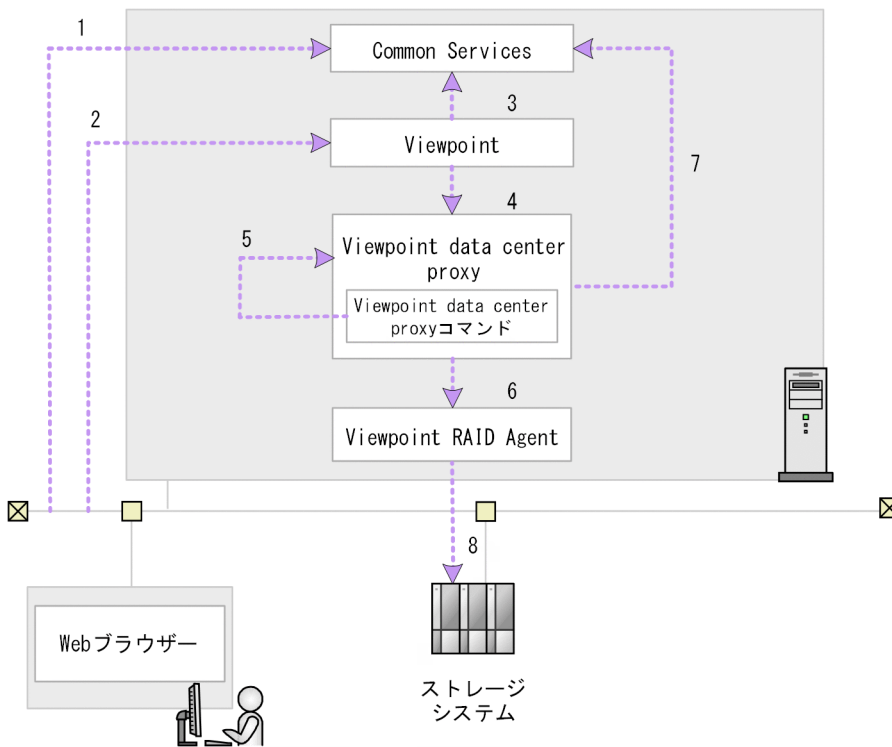 1
Common Services
3
2
Viewpoint
7
4
5
Viewpoint data center
proxy
Viewpoint data center
proxyコマンド
6
Viewpoint RAID Agent
8
Webブラウザー
ストレージ
システム